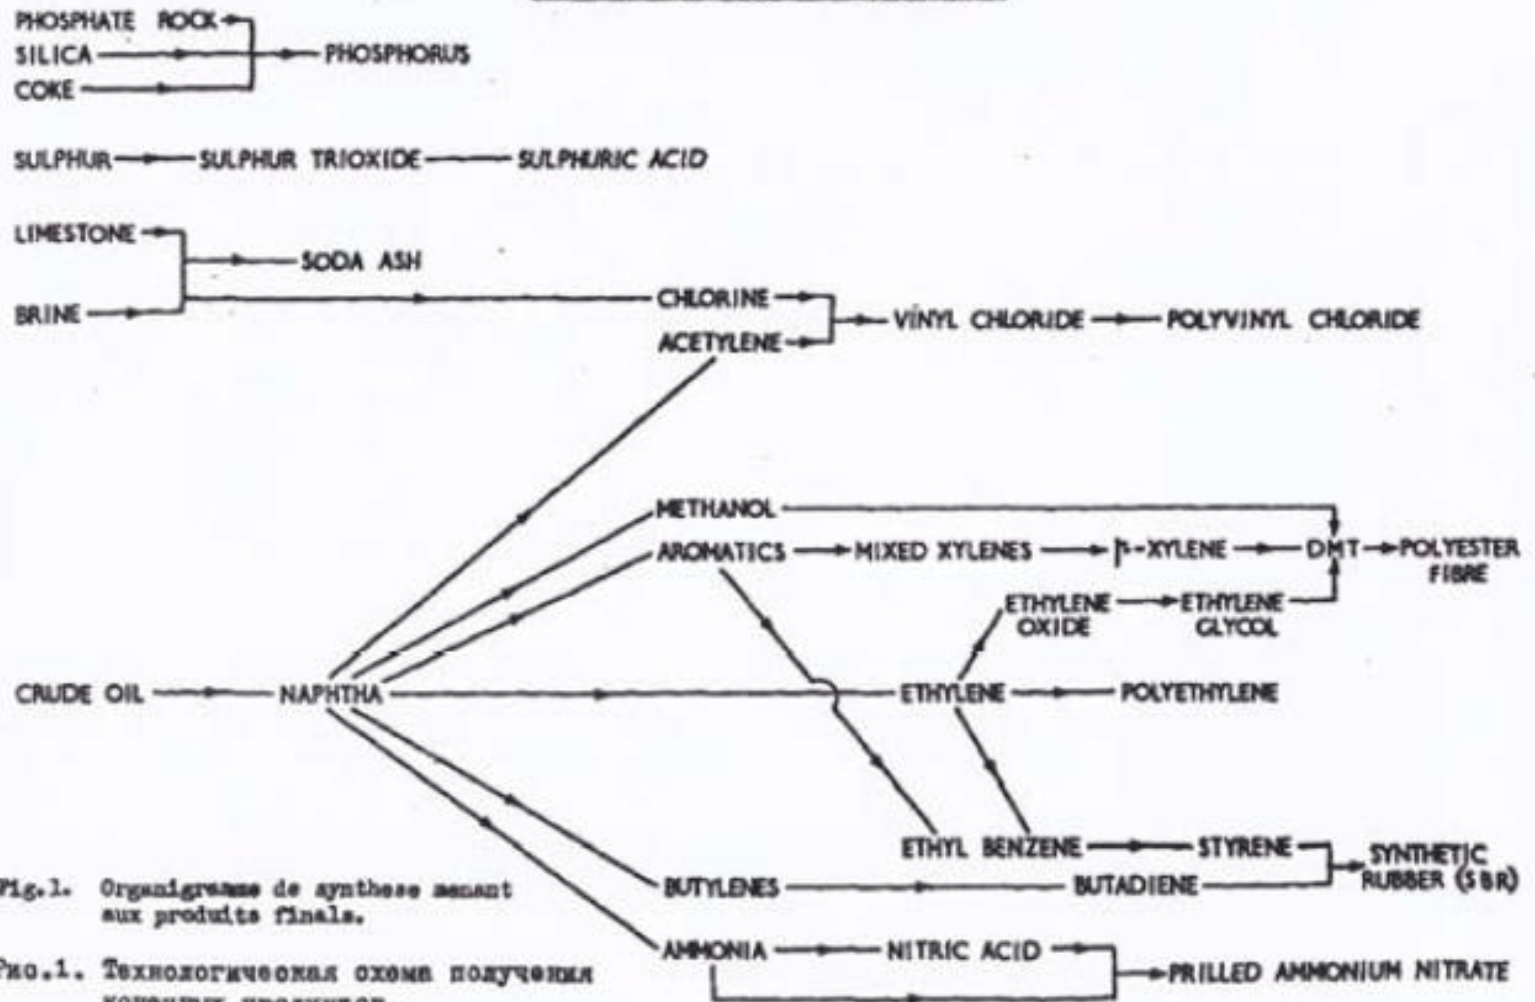 PHOSPHATE ROCK
SILICA PHOSPHORUS
COKE
SULPHUR SULPHUR TRIOXIDE SULPHURIC ACID
LIMESTONE
SODA ASH
CHLORINE
BRINE
VINYL CHLORIDE POLYVINYL CHLORIDE
ACETYLENE
METHANOL
AROMATICS MIXED XYLENES p-XYLENE DMT POLYESTER
FIBRE
ETHYLENE ETHYLENE
OXIDE GLYCOL
CRUDE OIL NAPHTHA ETHYLENE POLYETHYLENE
ETHYL BENZENE STYRENE
SYNTHETIC
RUBBER (SBR)
BUTYLENES BUTADIENE
Fig.1. Organigramme de synthese menant
aux produits finals.
AMMONIA NITRIC ACID
PRILLED AMMONIUM NITRATE
Рис.1. Технологическая схема получения